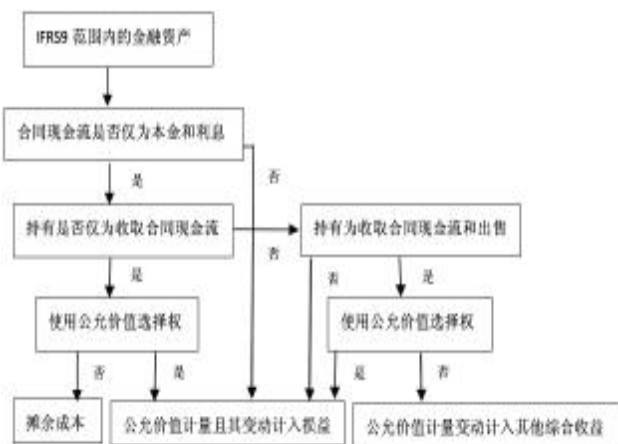 IFRS9 范围内的金融资产
合同现金流是否仅为本金和利息
是
否
持有是否仅为收取合同现金流
持有为收取合同现金流和出售
否
是
否
是
使用公允价值选择权
使用公允价值选择权
否
是
是
否
摊余成本
公允价值计量且其变动计入损益
公允价值计量变动计入其他综合收益